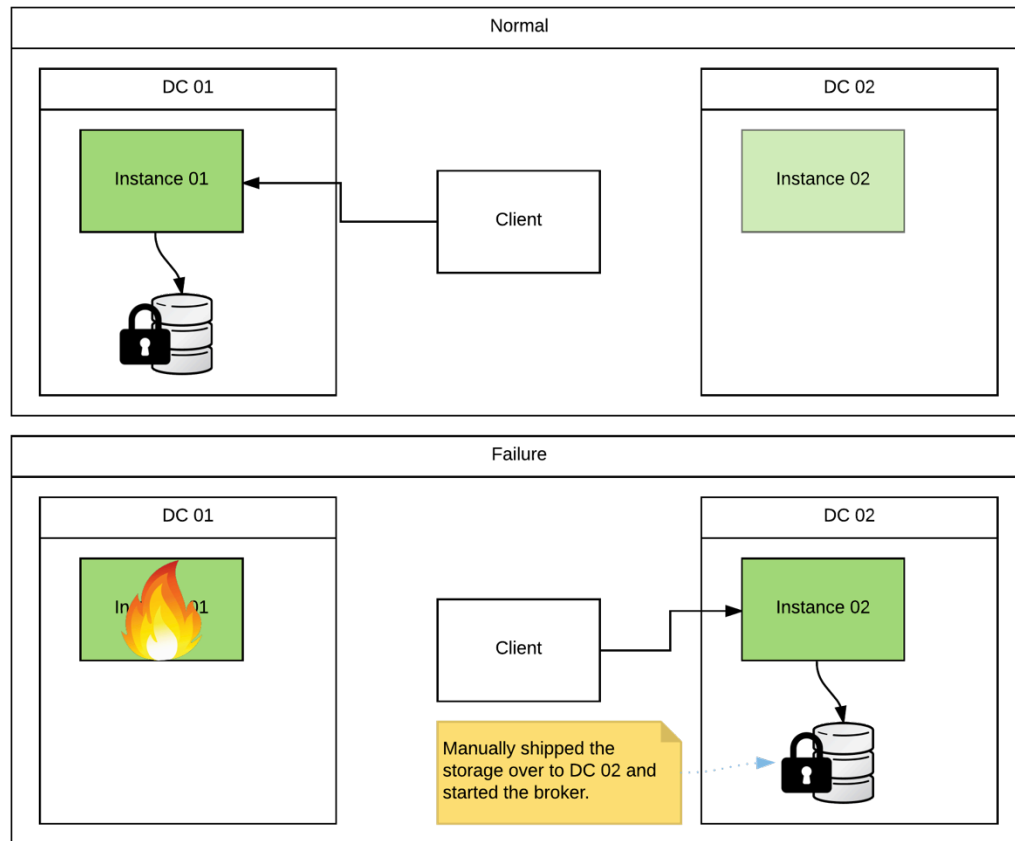 Normal
DC 01
DC 02
Instance 01
Client
Instance 02
Failure
DC 01
DC 02
01
Client
Instance 02
Manually shipped the
storage over to DC 02 and
started the broker.